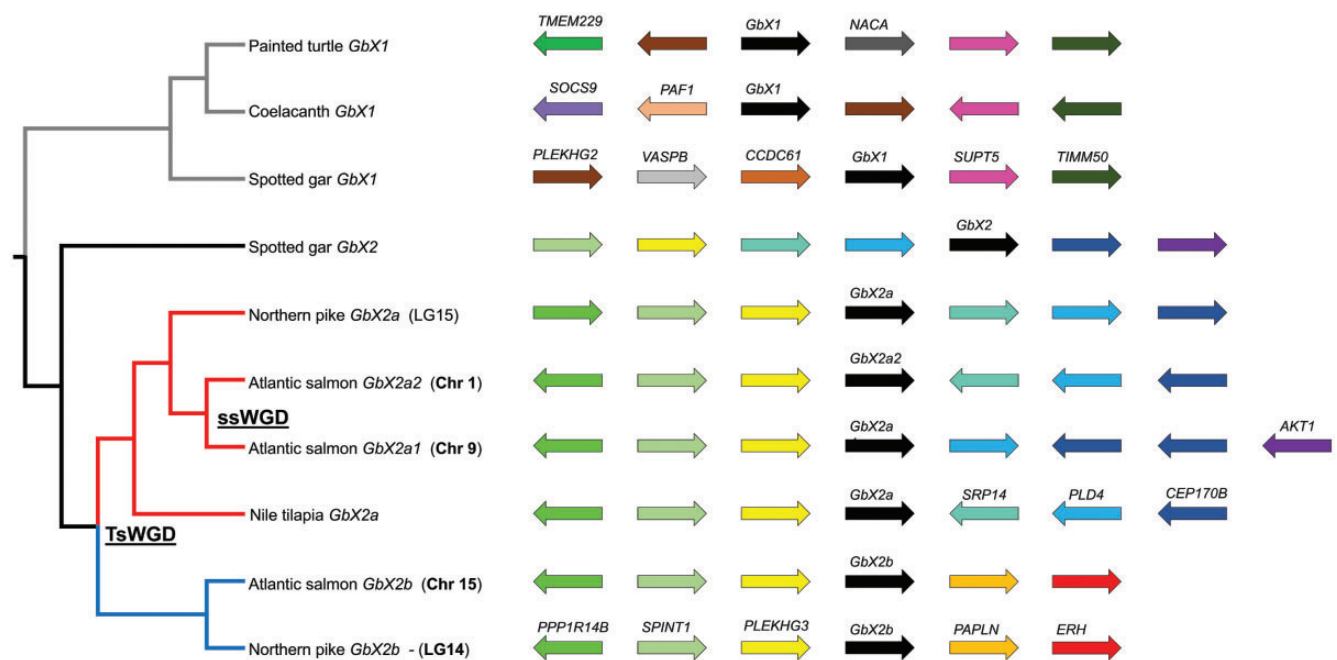 TMEM229 GbX1 NACA
Painted turtle GbX1
SOCS9 PAF1 GbX1
Coelacanth GbX1
PLEKHG2 VASPB CCDC61 GbX1 SUPT5 TIMM50
Spotted gar GbX1
GbX2
Spotted gar GbX2
GbX2a
Northern pike GbX2a (LG15)
GbX2a2
Atlantic salmon GbX2a2 (Chr 1)
ssWGD
GbX2a AKT1
Atlantic salmon GbX2a1 (Chr 9)
GbX2a SRP14 PLD4 CEP170B
Nile tilapia GbX2a
TsWGD
GbX2b
Atlantic salmon GbX2b (Chr 15)
PPP1R14B SPINT1 PLEKHG3 GbX2b PAPLN ERH
Northern pike GbX2b - (LG14)